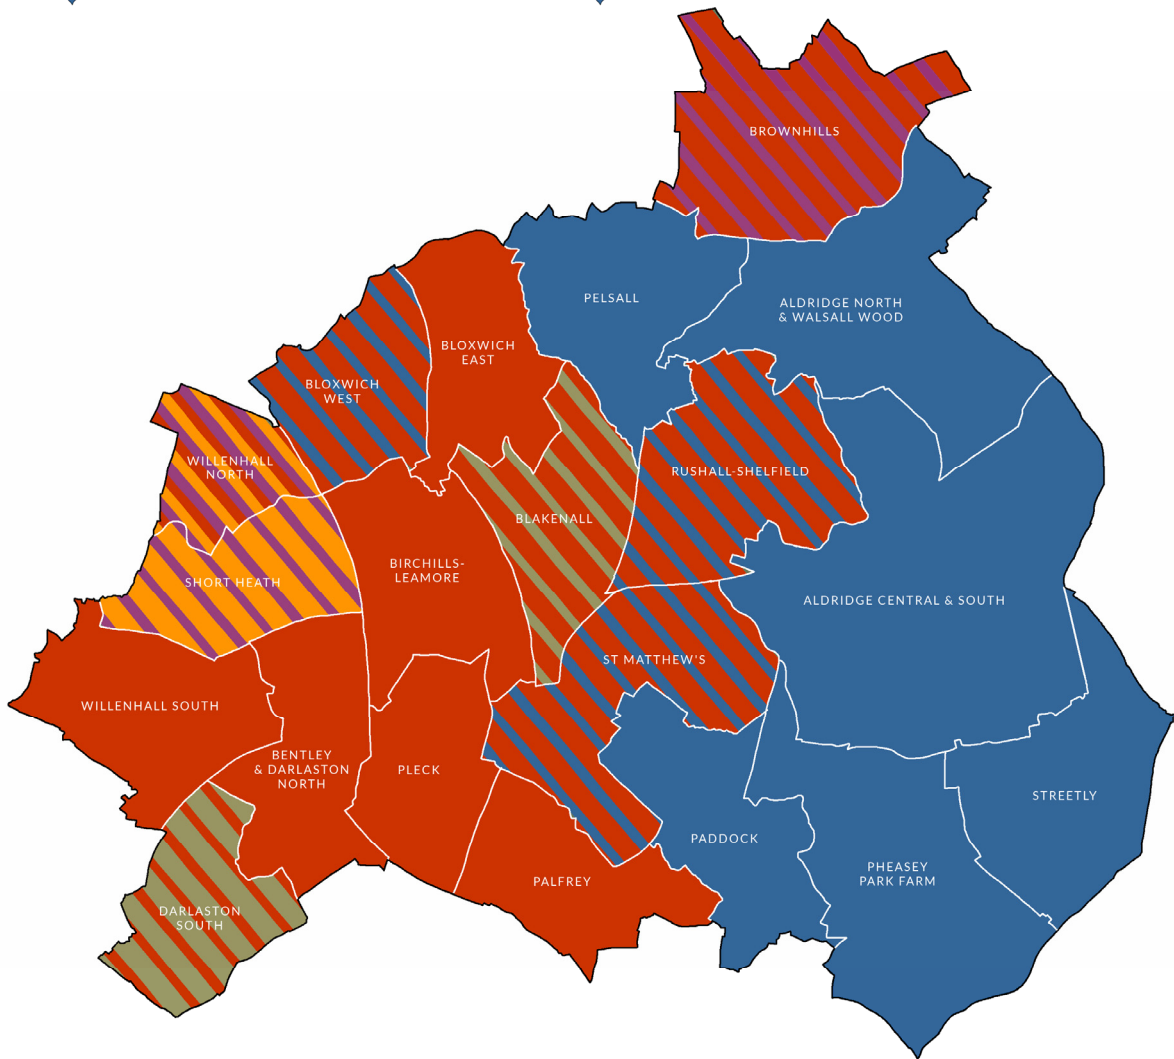 BROWNHILLS
PELSALL
ALDRIDGE NORTH
& WALSALL WOOD
BLOXWICH
EAST
BLOXWICH
WEST
WILLENHALL
NORTH
RUSHALL-SHELFIELD
BLAKENALL
BIRCHILLS-
LEAMORE
SHORT HEATH
ALDRIDGE CENTRAL & SOUTH
ST MATTHEW'S
WILLENHALL SOUTH
BENTLEY
& DARLASTON
NORTH
PLECK
STREETLY
PADDOCK
PHEASEY
PARK FARM
PALFREY
DARLASTON
SOUTH